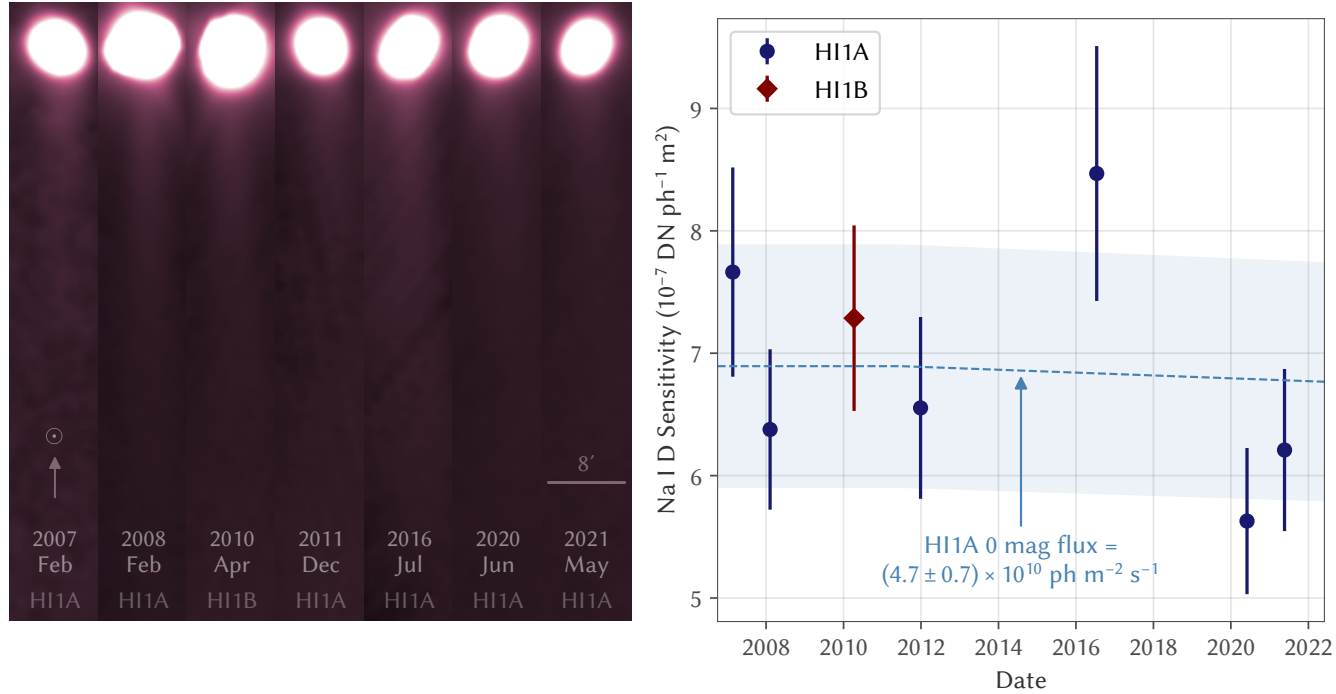 ☉
8′
2007 2008 2010 2011 2016 2020 2021
Feb Feb Apr Dec Jul Jun May
HI1A HI1A HI1B HI1A HI1A HI1A HI1A
HI1A
HI1B
Na I D Sensitivity (10⁻⁷ DN ph⁻¹ m²)
9
8
7
6
5
HI1A 0 mag flux =
(4.7 ± 0.7) × 10¹⁰ ph m⁻² s⁻¹
2008 2010 2012 2014 2016 2018 2020 2022
Date